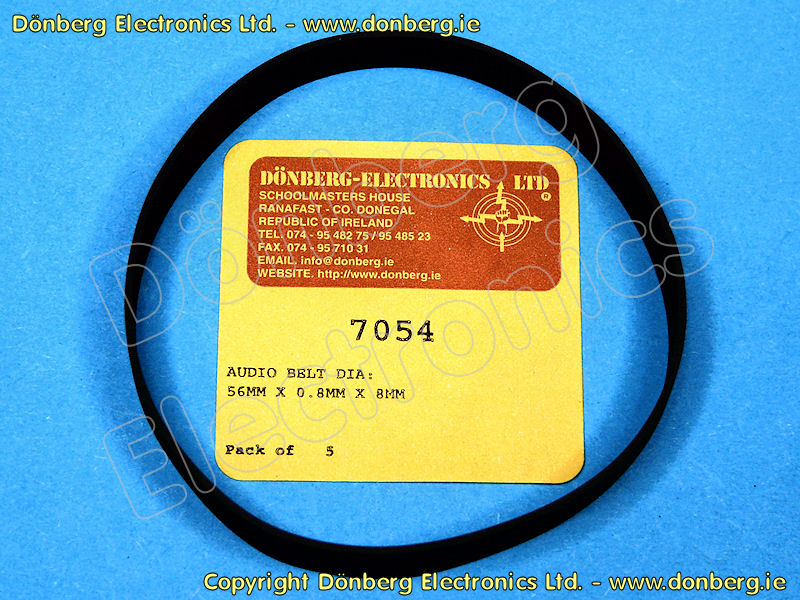 Dönberg Electronics Ltd. - www.donberg.ie
DÖNBERG-ELECTRONICS LTD
SCHOOLMASTERS HOUSE
RANAFAST - CO. DONEGAL
REPUBLIC OF IRELAND
TEL. 074 - 95 482 75 / 95 485 23
FAX. 074 - 95 710 31
EMAIL. info@donberg.ie
WEBSITE. http://www.donberg.ie
®
7054
AUDIO BELT DIA:
56MM X 0.8MM X 8MM
Pack of 5
Dönberg
Electronics
Copyright Dönberg Electronics Ltd. - www.donberg.ie